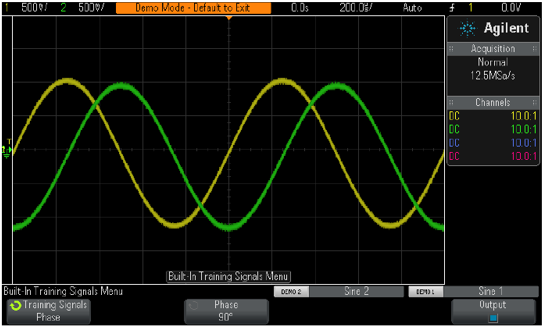 1 500mV/ 2 500mV/ Demo Mode - Default to Exit 0.0s 200.0µs/ Auto 1 0.0V
Agilent
Acquisition
Normal
12.5MSa/s
Channels
DC 10.0:1
DC 10.0:1
DC 10.0:1
DC 10.0:1
T
Built-In Training Signals Menu
Built-In Training Signals Menu DEMO 2 Sine 2 DEMO 1 Sine 1
Training Signals Phase Output
Phase 90°